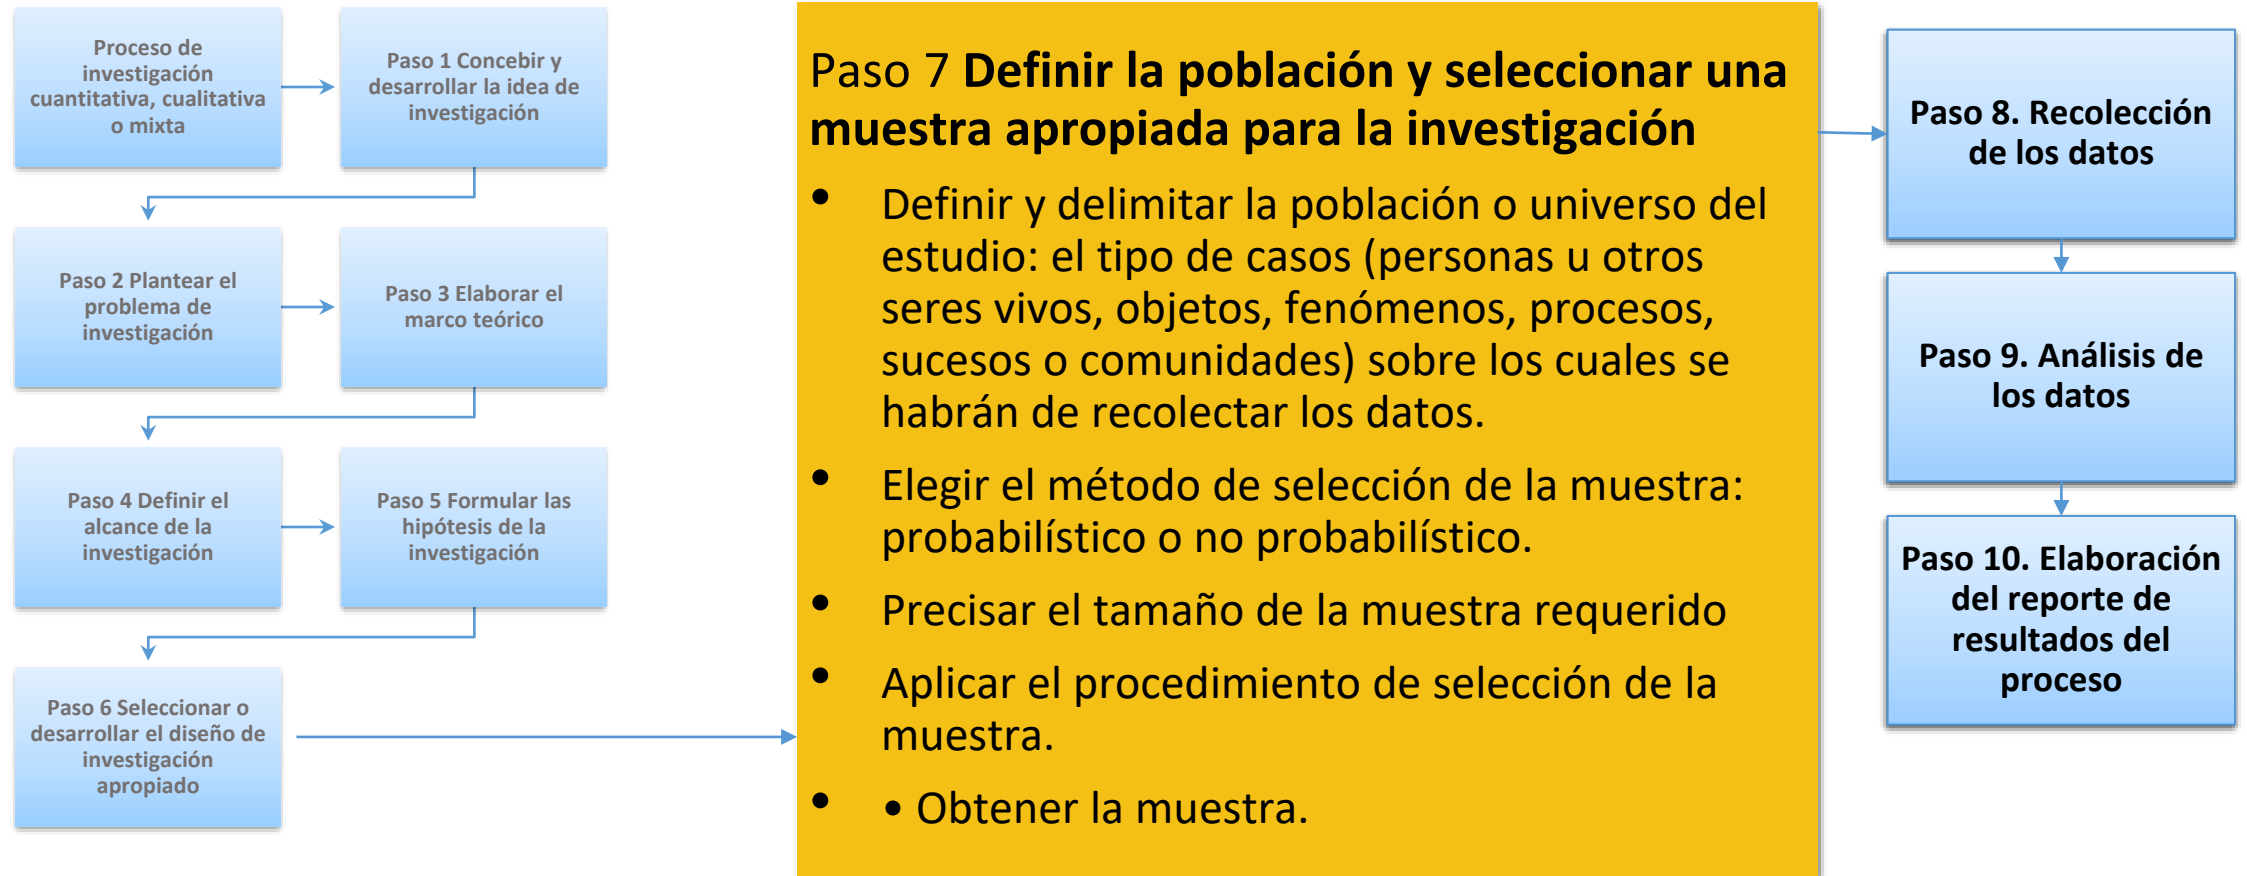 Proceso de
investigación
cuantitativa, cualitativa
o mixta
Paso 1 Concebir y
desarrollar la idea de
investigación
Paso 2 Plantear el
problema de
investigación
Paso 3 Elaborar el
marco teórico
Paso 4 Definir el
alcance de la
investigación
Paso 5 Formular las
hipótesis de la
investigación
Paso 6 Seleccionar o
desarrollar el diseño de
investigación
apropiado
Paso 7 Definir la población y seleccionar una
muestra apropiada para la investigación
• Definir y delimitar la población o universo del
estudio: el tipo de casos (personas u otros
seres vivos, objetos, fenómenos, procesos,
sucesos o comunidades) sobre los cuales se
habrán de recolectar los datos.
• Elegir el método de selección de la muestra:
probabilístico o no probabilístico.
• Precisar el tamaño de la muestra requerido
• Aplicar el procedimiento de selección de la
muestra.
• • Obtener la muestra.
Paso 8. Recolección
de los datos
Paso 9. Análisis de
los datos
Paso 10. Elaboración
del reporte de
resultados del
proceso